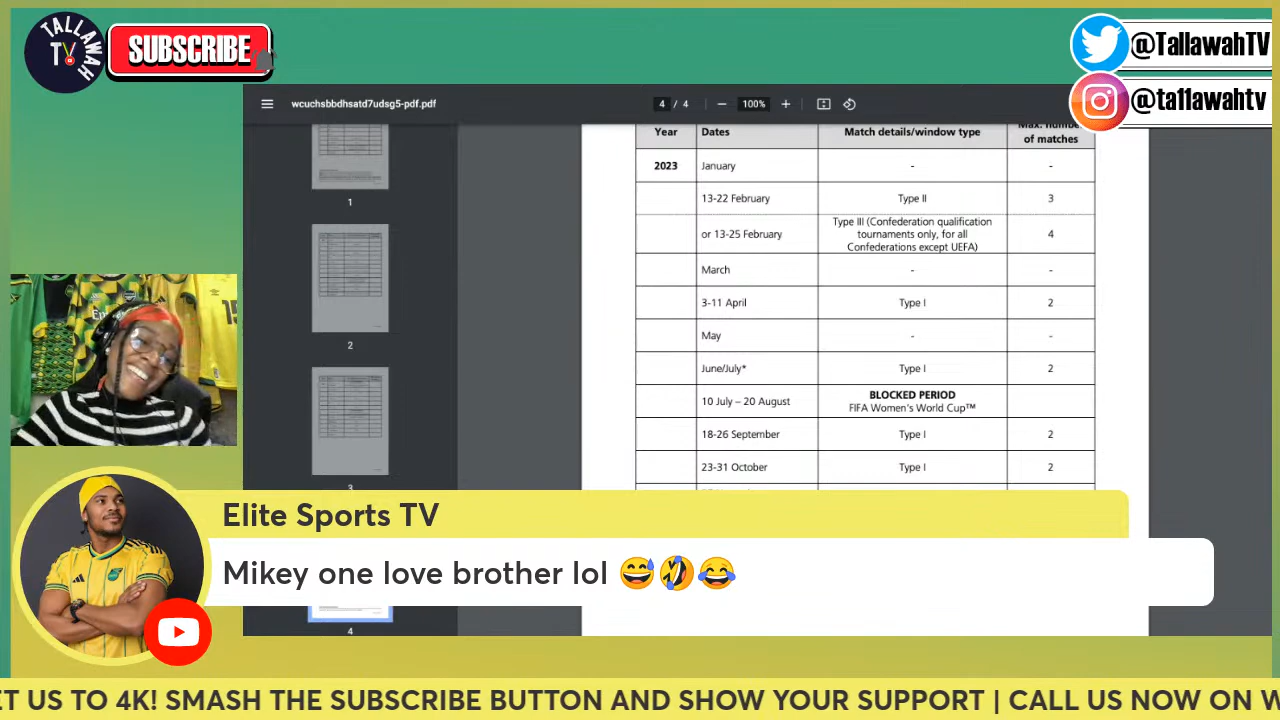 TALLAWAH
TV
SUBSCRIBE
@TallawahTV
@ta11awahtv
wcuchsbbdhsatd7udsg5-pdf.pdf
4 / 4
100%
1
2
3
4
Year Dates Match details/window type Max. number of matches
2023 January - -
13-22 February Type II 3
or 13-25 February Type III (Confederation qualification tournaments only, for all Confederations except UEFA) 4
March - -
3-11 April Type I 2
May - -
June/July* Type I 2
10 July – 20 August BLOCKED PERIOD
FIFA Women's World Cup™
18-26 September Type I 2
23-31 October Type I 2
Elite Sports TV
Mikey one love brother lol 😅🤣😂
ET US TO 4K! SMASH THE SUBSCRIBE BUTTON AND SHOW YOUR SUPPORT | CALL US NOW ON W